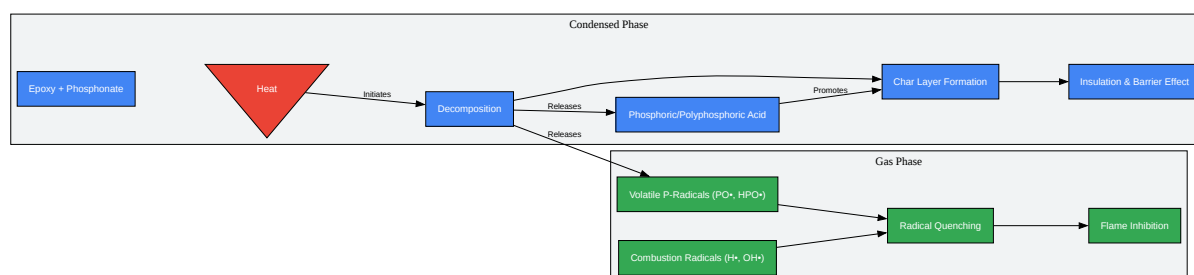 Condensed Phase
Epoxy + Phosphonate
Heat
Initiates
Decomposition
Releases
Phosphoric/Polyphosphoric Acid
Promotes
Char Layer Formation
Insulation & Barrier Effect
Releases
Gas Phase
Volatile P-Radicals (PO•, HPO•)
Combustion Radicals (H•, OH•)
Radical Quenching
Flame Inhibition